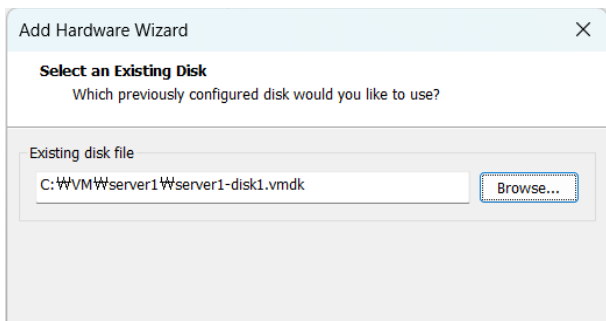 Add Hardware Wizard
Select an Existing Disk
Which previously configured disk would you like to use?
Existing disk file
C:₩VM₩server1₩server1-disk1.vmdk
Browse...